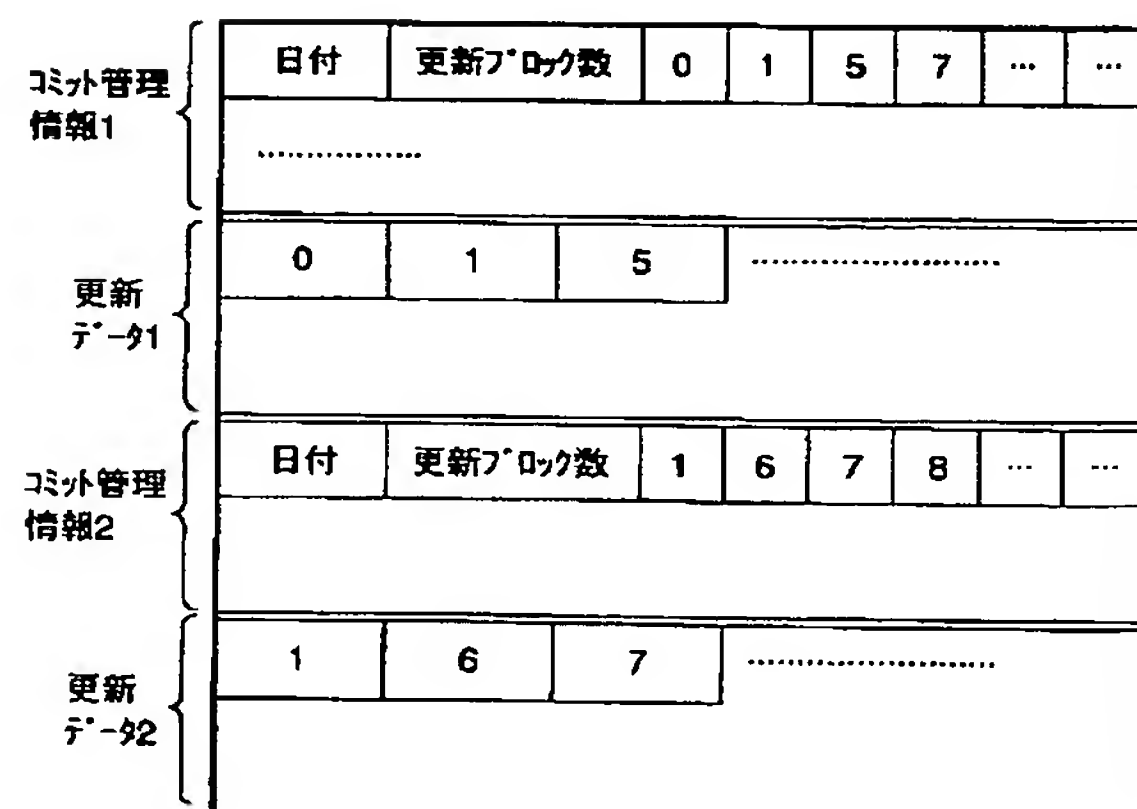 コミット管理
情報1
日付 更新ブロック数 0 1 5 7 … …
………………
更新
データ1
0 1 5 ………………………
コミット管理
情報2
日付 更新ブロック数 1 6 7 8 … …
更新
データ2
1 6 7 ………………………